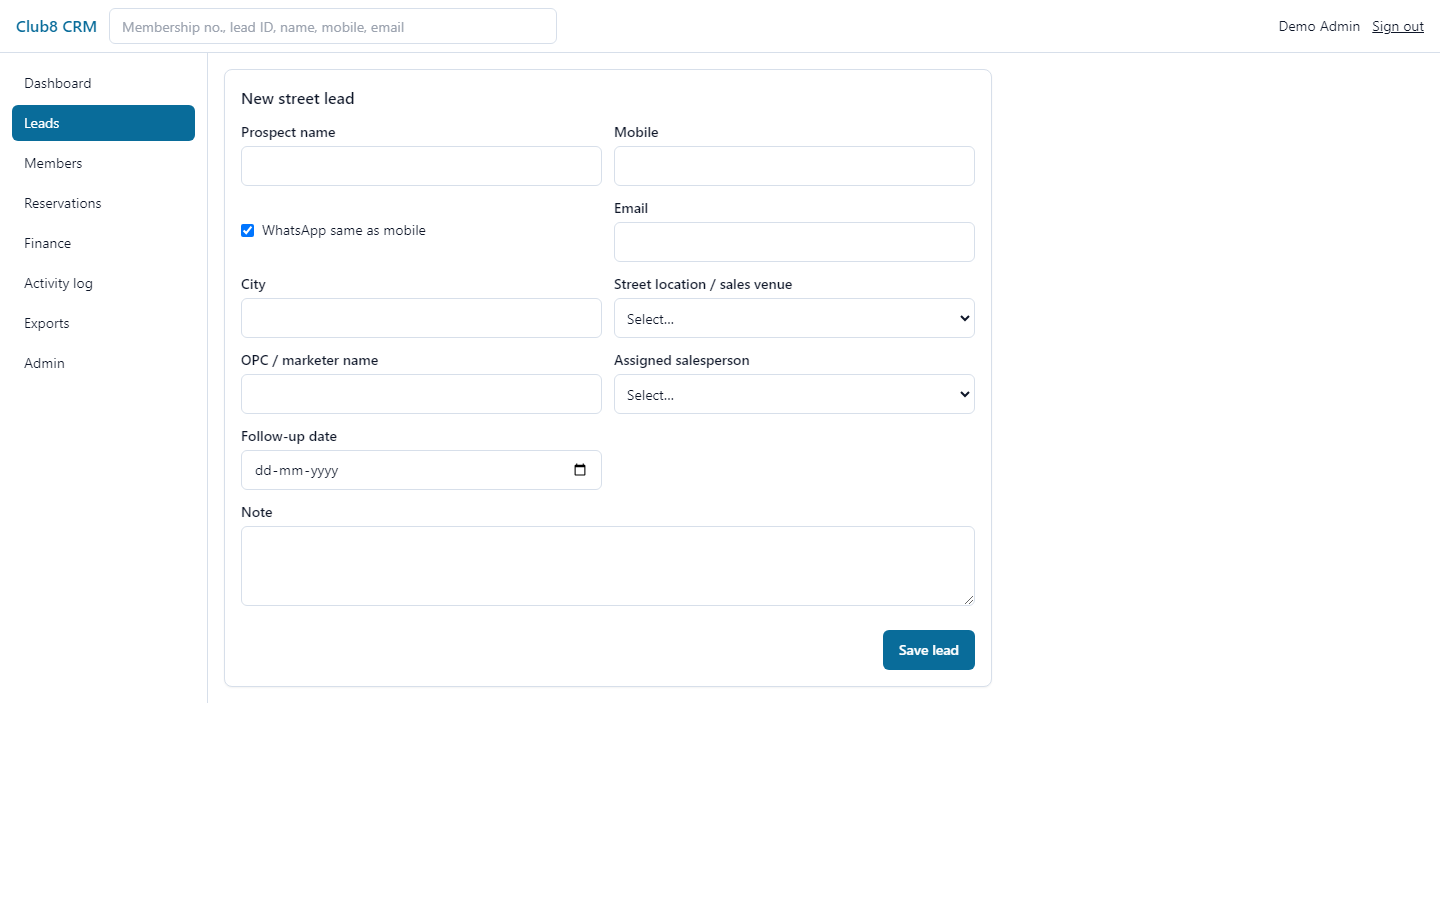 Club8 CRM
Membership no., lead ID, name, mobile, email
Demo Admin
Sign out
Dashboard
Leads
Members
Reservations
Finance
Activity log
Exports
Admin
New street lead
Prospect name
Mobile
WhatsApp same as mobile
Email
City
Street location / sales venue
Select...
OPC / marketer name
Assigned salesperson
Select...
Follow-up date
dd-mm-yyyy
Note
Save lead